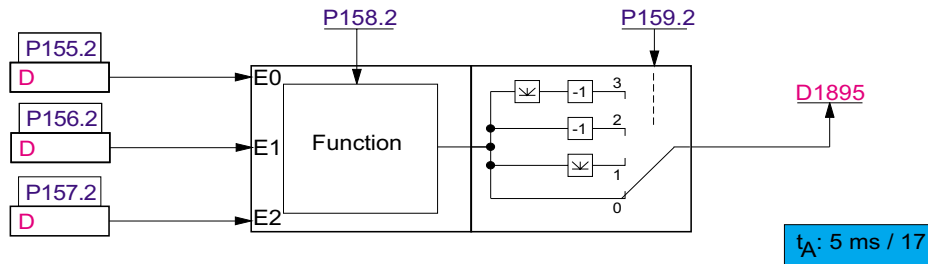 P158.2
P159.2
P155.2
D
E0
P156.2
D
E1
P157.2
D
E2
Function
-1
3
-1
2
1
0
D1895
tA: 5 ms / 17